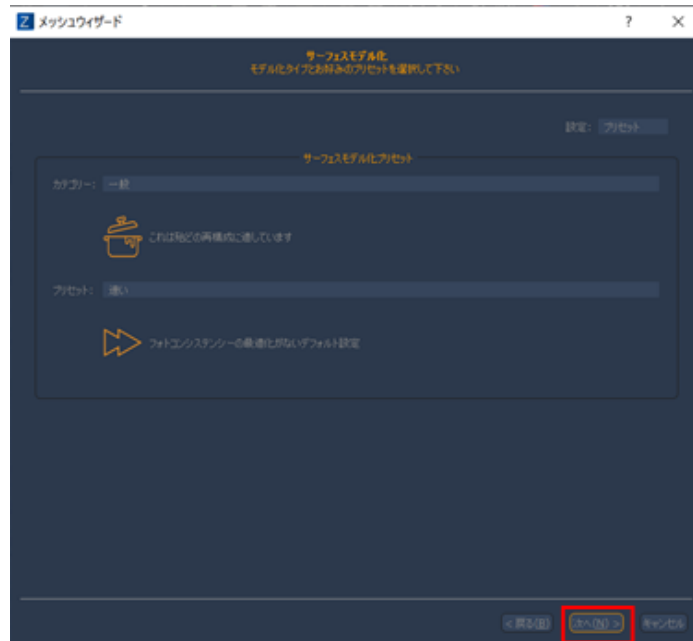 Z メッシュウィザード ? ×
サーフェスモデル化
モデル化タイプとお好みのプリセットを選択して下さい
設定: プリセット
サーフェスモデル化プリセット
カテゴリー: 一般
これは殆どの再構成に適しています
プリセット: 速い
フォトコンシステンシーの最適化がないデフォルト設定
< 戻る(B) 次へ(N) > キャンセル